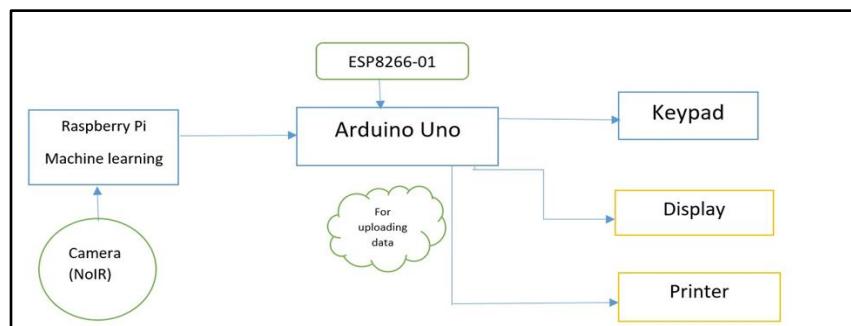 ESP8266-01
Raspberry Pi
Machine learning
Arduino Uno
Keypad
For
uploading
data
Display
Camera
(NoIR)
Printer